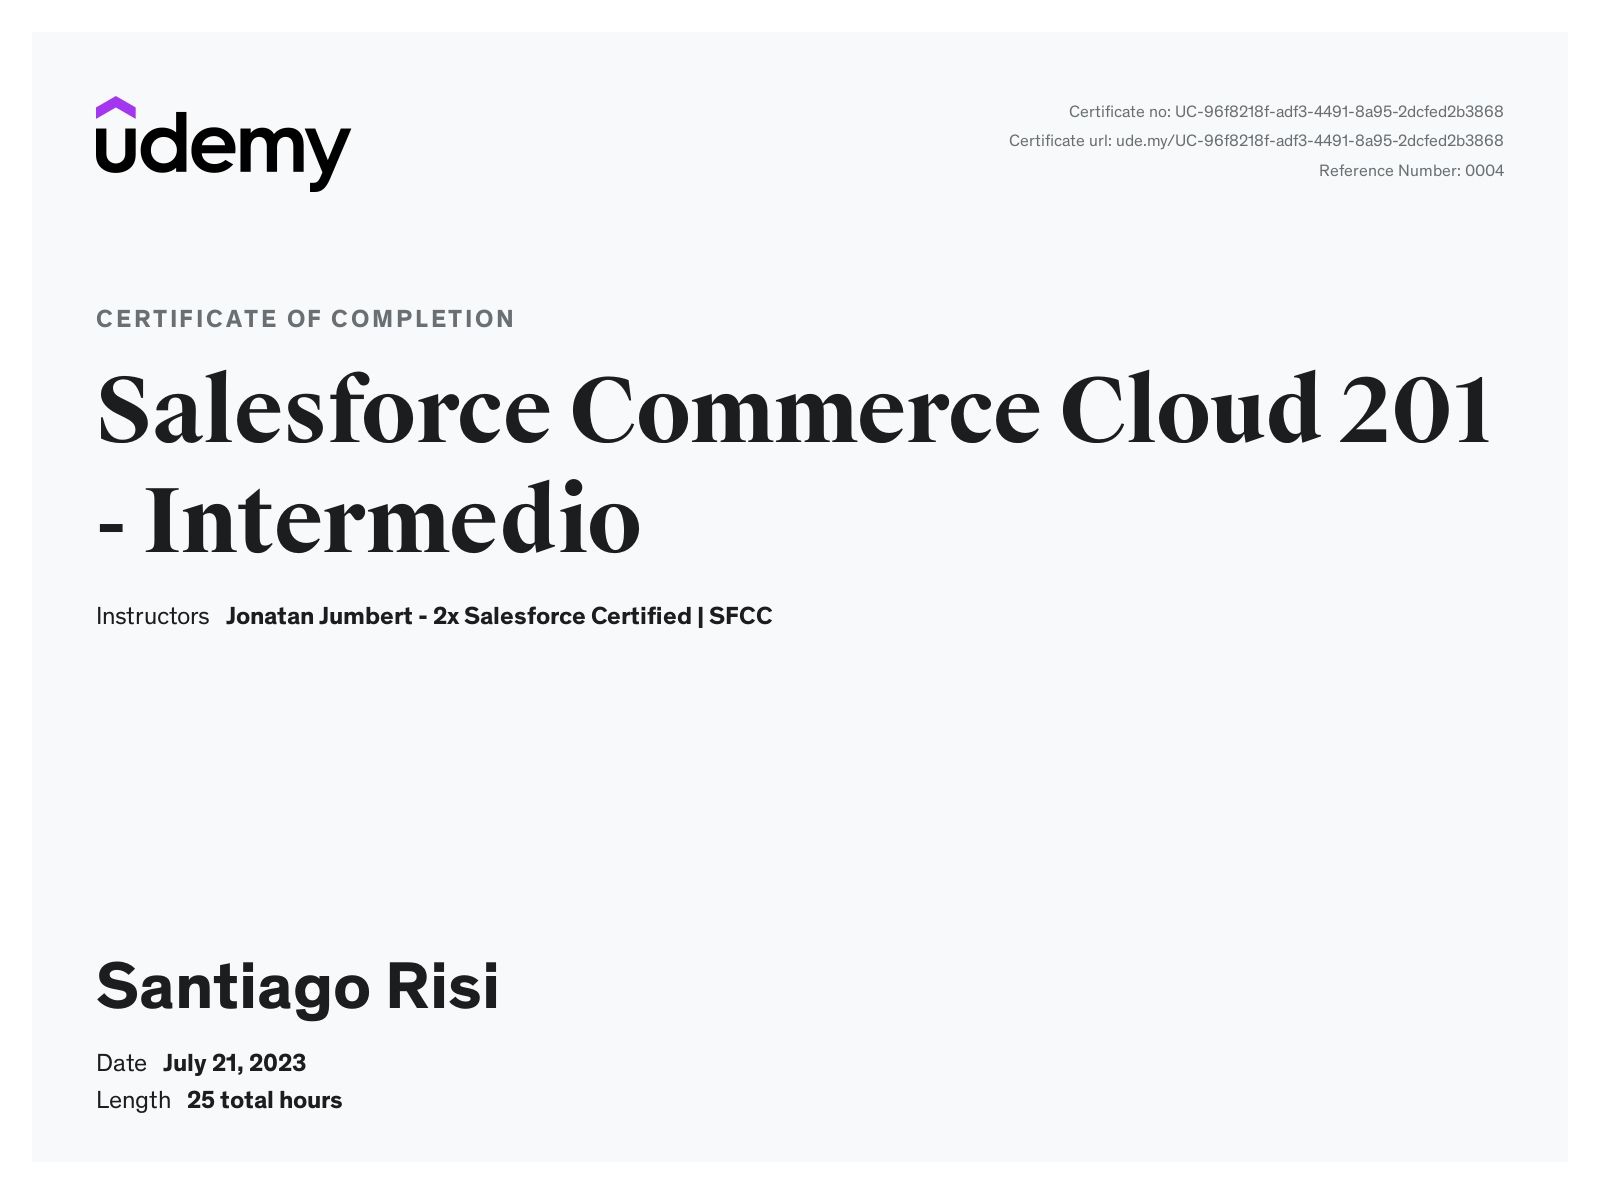 udemy
Certificate no: UC-96f8218f-adf3-4491-8a95-2dcfed2b3868
Certificate url: ude.my/UC-96f8218f-adf3-4491-8a95-2dcfed2b3868
Reference Number: 0004
CERTIFICATE OF COMPLETION
Salesforce Commerce Cloud 201
- Intermedio
Instructors Jonatan Jumbert - 2x Salesforce Certified | SFCC
Santiago Risi
Date July 21, 2023
Length 25 total hours